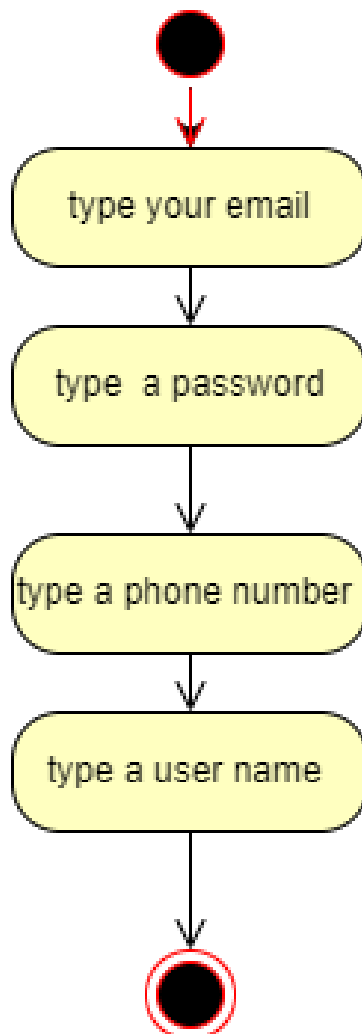 type your email
type  a password
type a phone number
type a user name